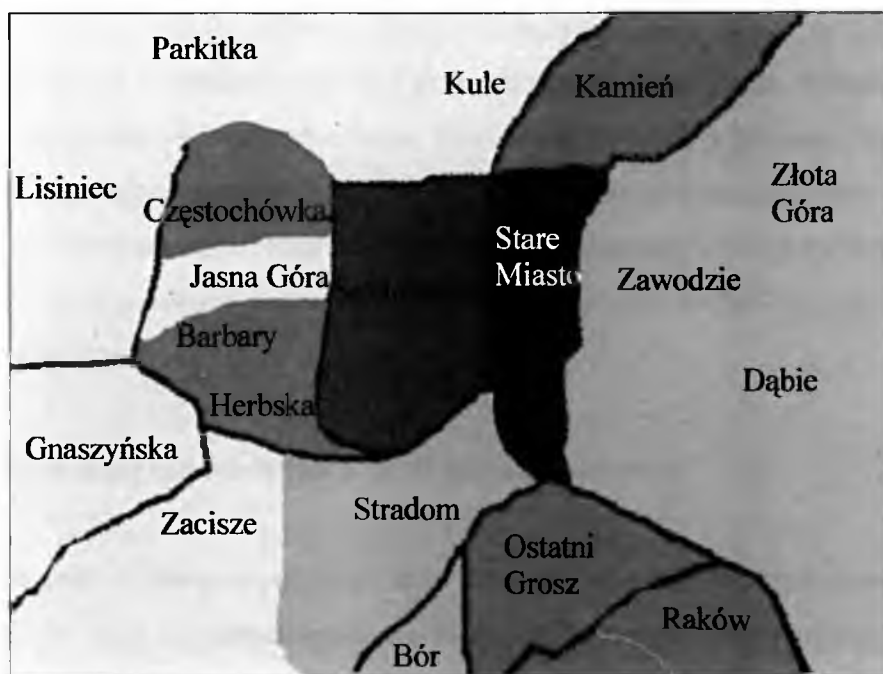 Parkitka
Kule
Kamień
Lisiniec
Złota
Góra
Częstochówka
Stare
Miasto
Jasna Góra
Zawodzie
Barbary
Dąbie
Herbska
Gnaszyńska
Zacisze
Stradom
Ostatni
Grosz
Raków
Bór